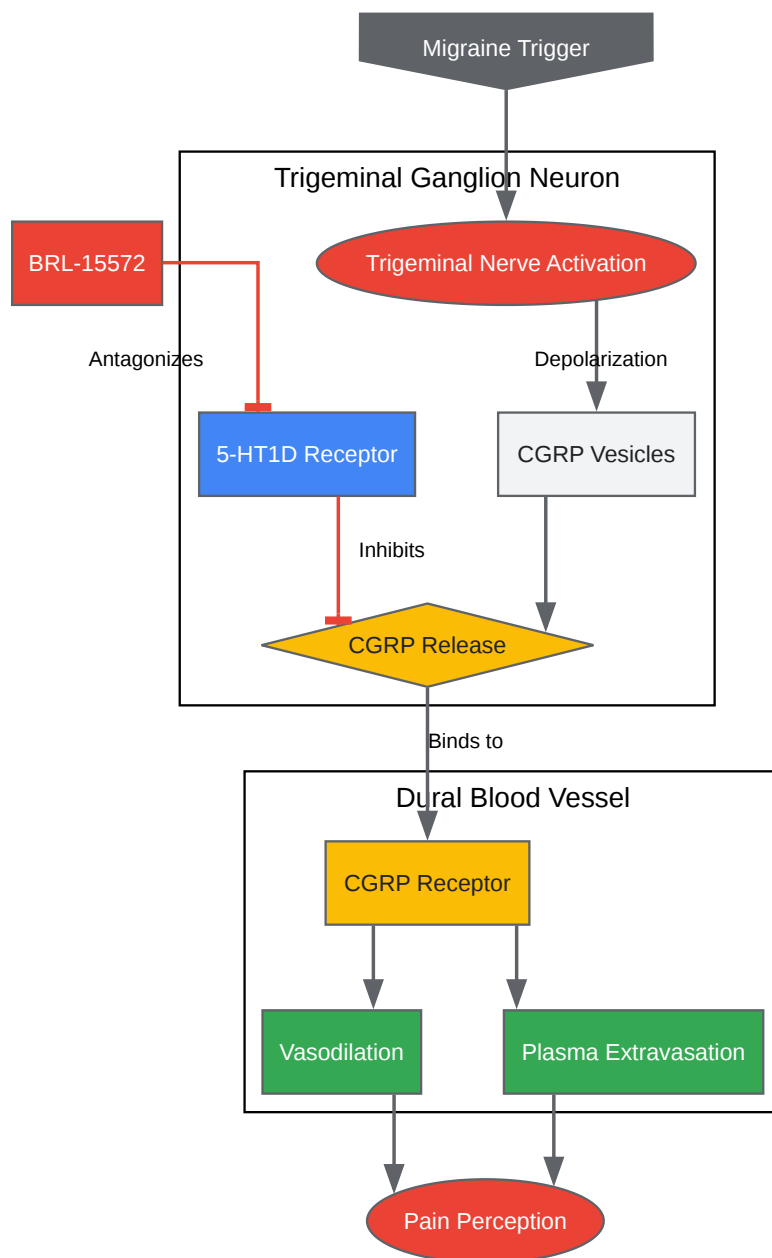 Migraine Trigger
Trigeminal Ganglion Neuron
BRL-15572
Trigeminal Nerve Activation
Antagonizes
Depolarization
5-HT1D Receptor
CGRP Vesicles
Inhibits
CGRP Release
Binds to
Dural Blood Vessel
CGRP Receptor
Vasodilation
Plasma Extravasation
Pain Perception